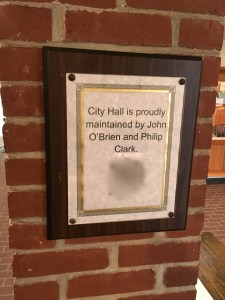 City Hall is proudly
maintained by John
O'Brien and Philip
Clark.